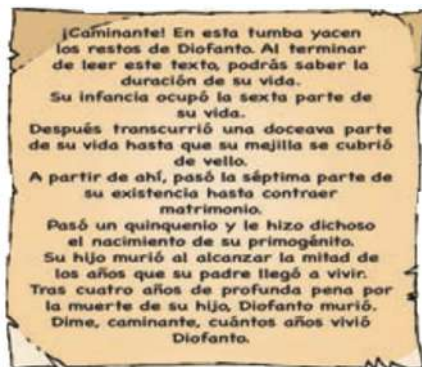 ¡Caminante! En esta tumba yacen
los restos de Diofanto. Al terminar
de leer este texto, podrás saber la
duración de su vida.
Su infancia ocupó la sexta parte de
su vida.
Después transcurrió una doceava parte
de su vida hasta que su mejilla se cubrió
de vello.
A partir de ahí, pasó la séptima parte de
su existencia hasta contraer
matrimonio.
Pasó un quinquenio y le hizo dichoso
el nacimiento de su primogénito.
Su hijo murió al alcanzar la mitad de
los años que su padre llegó a vivir.
Tras cuatro años de profunda pena por
la muerte de su hijo, Diofanto murió.
Dime, caminante, cuántos años vivió
Diofanto.